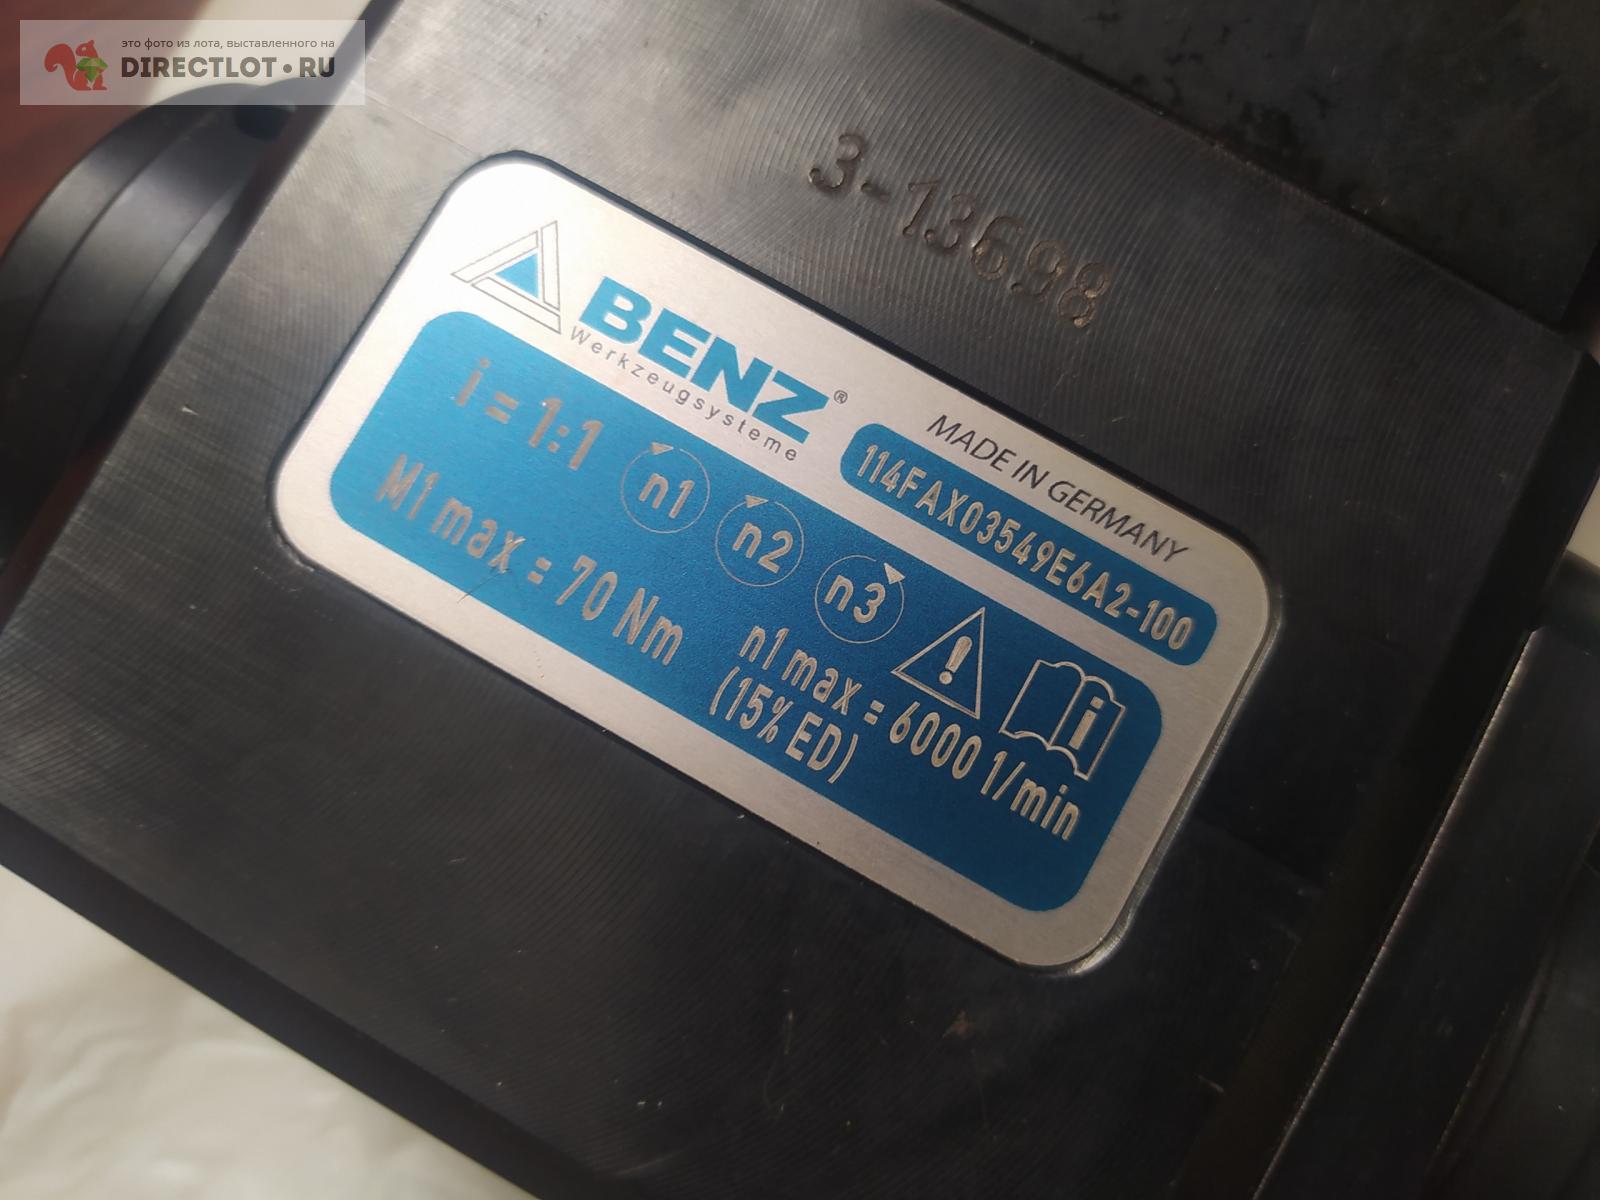 это фото из лота, выставленного на
DIRECTLOT•RU
3-13698
BENZ®
Werkzeugsysteme
MADE IN GERMANY
114FAX03549E6A2-100
i = 1:1
n1
n2
n3
M1 max = 70 Nm
n1 max = 6000 1/min
(15% ED)
i